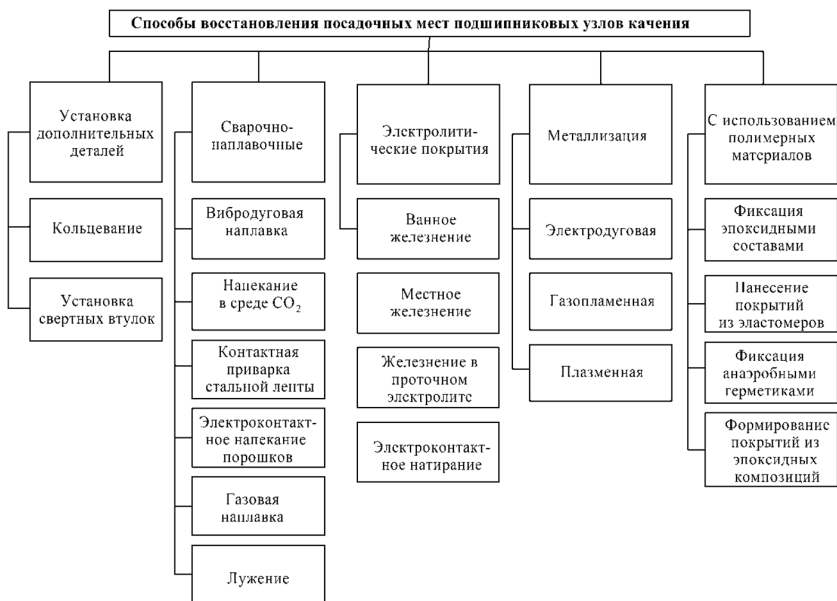 Способы восстановления посадочных мест подшипниковых узлов качения
Установка
дополнительных
деталей
Кольцевание
Установка
свертных втулок
Сварочно-
наплавочные
Вибродуговая
наплавка
Напекание
в среде CO₂
Контактная
приварка
стальной ленты
Электроконтакт-
ное напекание
порошков
Газовая
наплавка
Лужение
Электролити-
ческие покрытия
Ванное
железнение
Местное
железнение
Железнение в
проточном
электролите
Электроконтакт-
ное натирание
Металлизация
Электродуговая
Газопламенная
Плазменная
С использованием
полимерных
материалов
Фиксация
эпоксидными
составами
Нанесение
покрытий
из эластомеров
Фиксация
анаэробными
герметиками
Формирование
покрытий из
эпоксидных
композиций